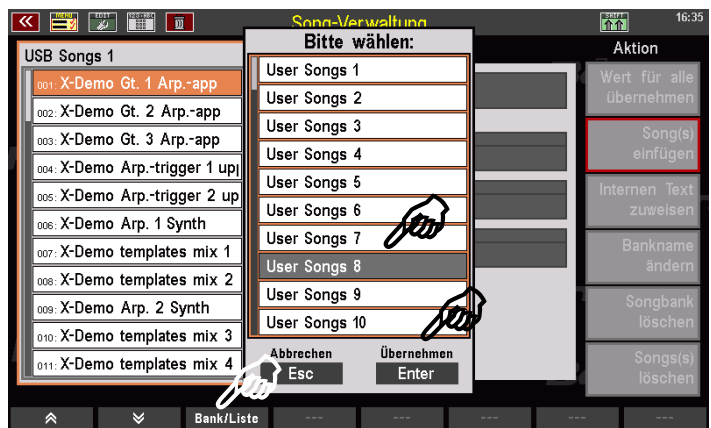 MENU
EDIT
123=ABC
Song-Verwaltung
SHIFT
16:35
USB Songs 1
001: X-Demo Gt. 1 Arp.-app
002: X-Demo Gt. 2 Arp.-app
003: X-Demo Gt. 3 Arp.-app
004: X-Demo Arp.-trigger 1 up
005: X-Demo Arp.-trigger 2 up
006: X-Demo Arp. 1 Synth
007: X-Demo templates mix 1
008: X-Demo templates mix 2
009: X-Demo Arp. 2 Synth
010: X-Demo templates mix 3
011: X-Demo templates mix 4
Bitte wählen:
User Songs 1
User Songs 2
User Songs 3
User Songs 4
User Songs 5
User Songs 6
User Songs 7
User Songs 8
User Songs 9
User Songs 10
Abbrechen
Esc
Übernehmen
Enter
Aktion
Wert für alle
übernehmen
Song(s)
einfügen
Internen Text
zuweisen
Bankname
ändern
Songbank
löschen
Songs(s)
löschen
Bank/Liste
---
---
---
---
---